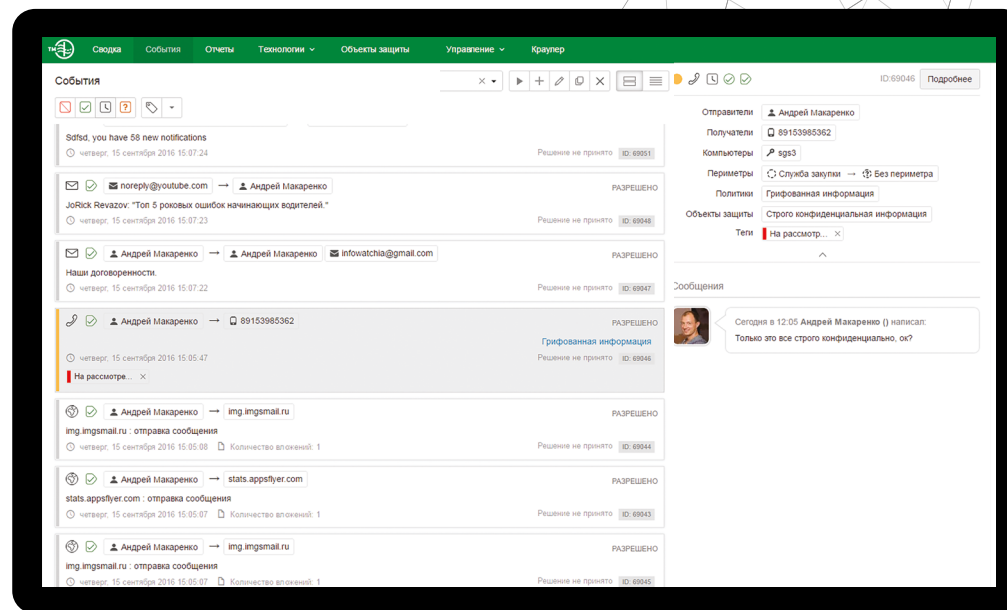 ТМ Сводка События Отчеты Технологии Объекты защиты Управление Краулер
События
Sdfsd, you have 58 new notifications
четверг, 15 сентября 2016 15:07:24 Решение не принято ID: 69051
noreply@youtube.com → Андрей Макаренко РАЗРЕШЕНО
JoRick Revazov: "Топ 5 роковых ошибок начинающих водителей."
четверг, 15 сентября 2016 15:07:23 Решение не принято ID: 69048
Андрей Макаренко → Андрей Макаренко infowatchia@gmail.com РАЗРЕШЕНО
Наши договоренности.
четверг, 15 сентября 2016 15:07:22 Решение не принято ID: 69047
Андрей Макаренко → 89153985362 РАЗРЕШЕНО
Грифованная информация
четверг, 15 сентября 2016 15:05:47 Решение не принято ID: 69046
На рассмотре... ×
Андрей Макаренко → img.imgsmail.ru РАЗРЕШЕНО
img.imgsmail.ru : отправка сообщения
четверг, 15 сентября 2016 15:05:08 Количество вложений: 1 Решение не принято ID: 69044
Андрей Макаренко → stats.appsflyer.com РАЗРЕШЕНО
stats.appsflyer.com : отправка сообщения
четверг, 15 сентября 2016 15:05:07 Количество вложений: 1 Решение не принято ID: 69043
Андрей Макаренко → img.imgsmail.ru РАЗРЕШЕНО
img.imgsmail.ru : отправка сообщения
четверг, 15 сентября 2016 15:05:07 Количество вложений: 1 Решение не принято ID: 69045
ID:69046 Подробнее
Отправители Андрей Макаренко
Получатели 89153985362
Компьютеры sgs3
Периметры Служба закупки → Без периметра
Политики Грифованная информация
Объекты защиты Строго конфиденциальная информация
Теги На рассмотр... ×
Сообщения
Сегодня в 12:05 Андрей Макаренко () написал:
Только это все строго конфиденциально, ок?